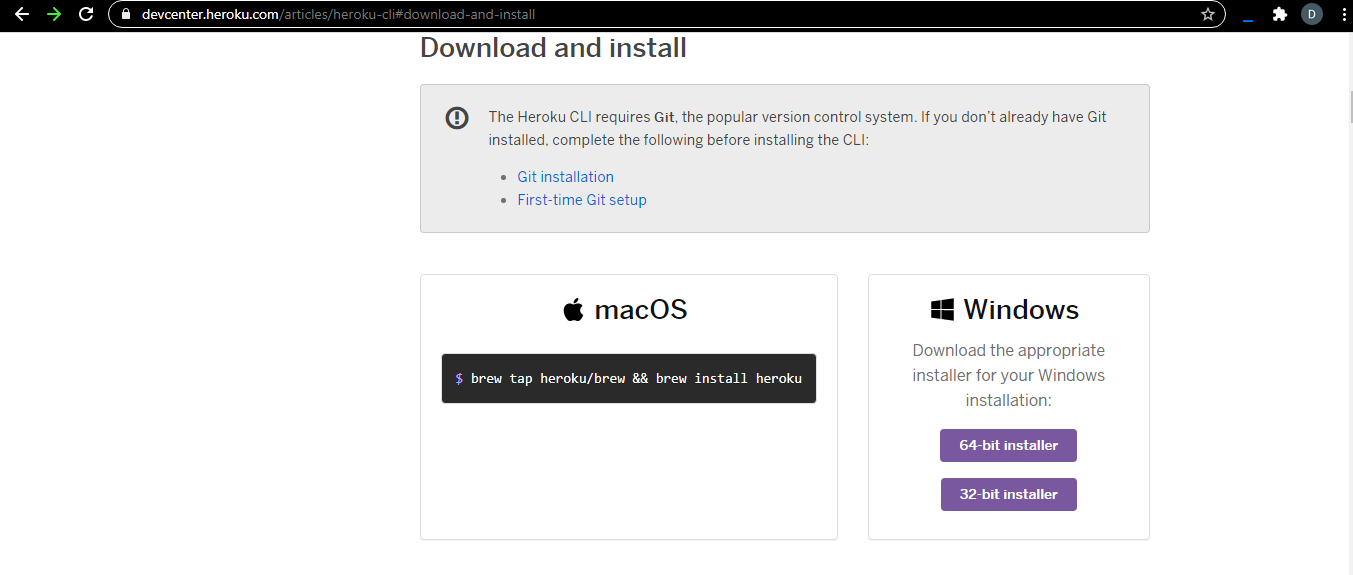 devcenter.heroku.com/articles/heroku-cli#download-and-install
D
Download and install
The Heroku CLI requires Git, the popular version control system. If you don’t already have Git
installed, complete the following before installing the CLI:
Git installation
First-time Git setup
macOS
$ brew tap heroku/brew && brew install heroku
Windows
Download the appropriate
installer for your Windows
installation:
64-bit installer
32-bit installer